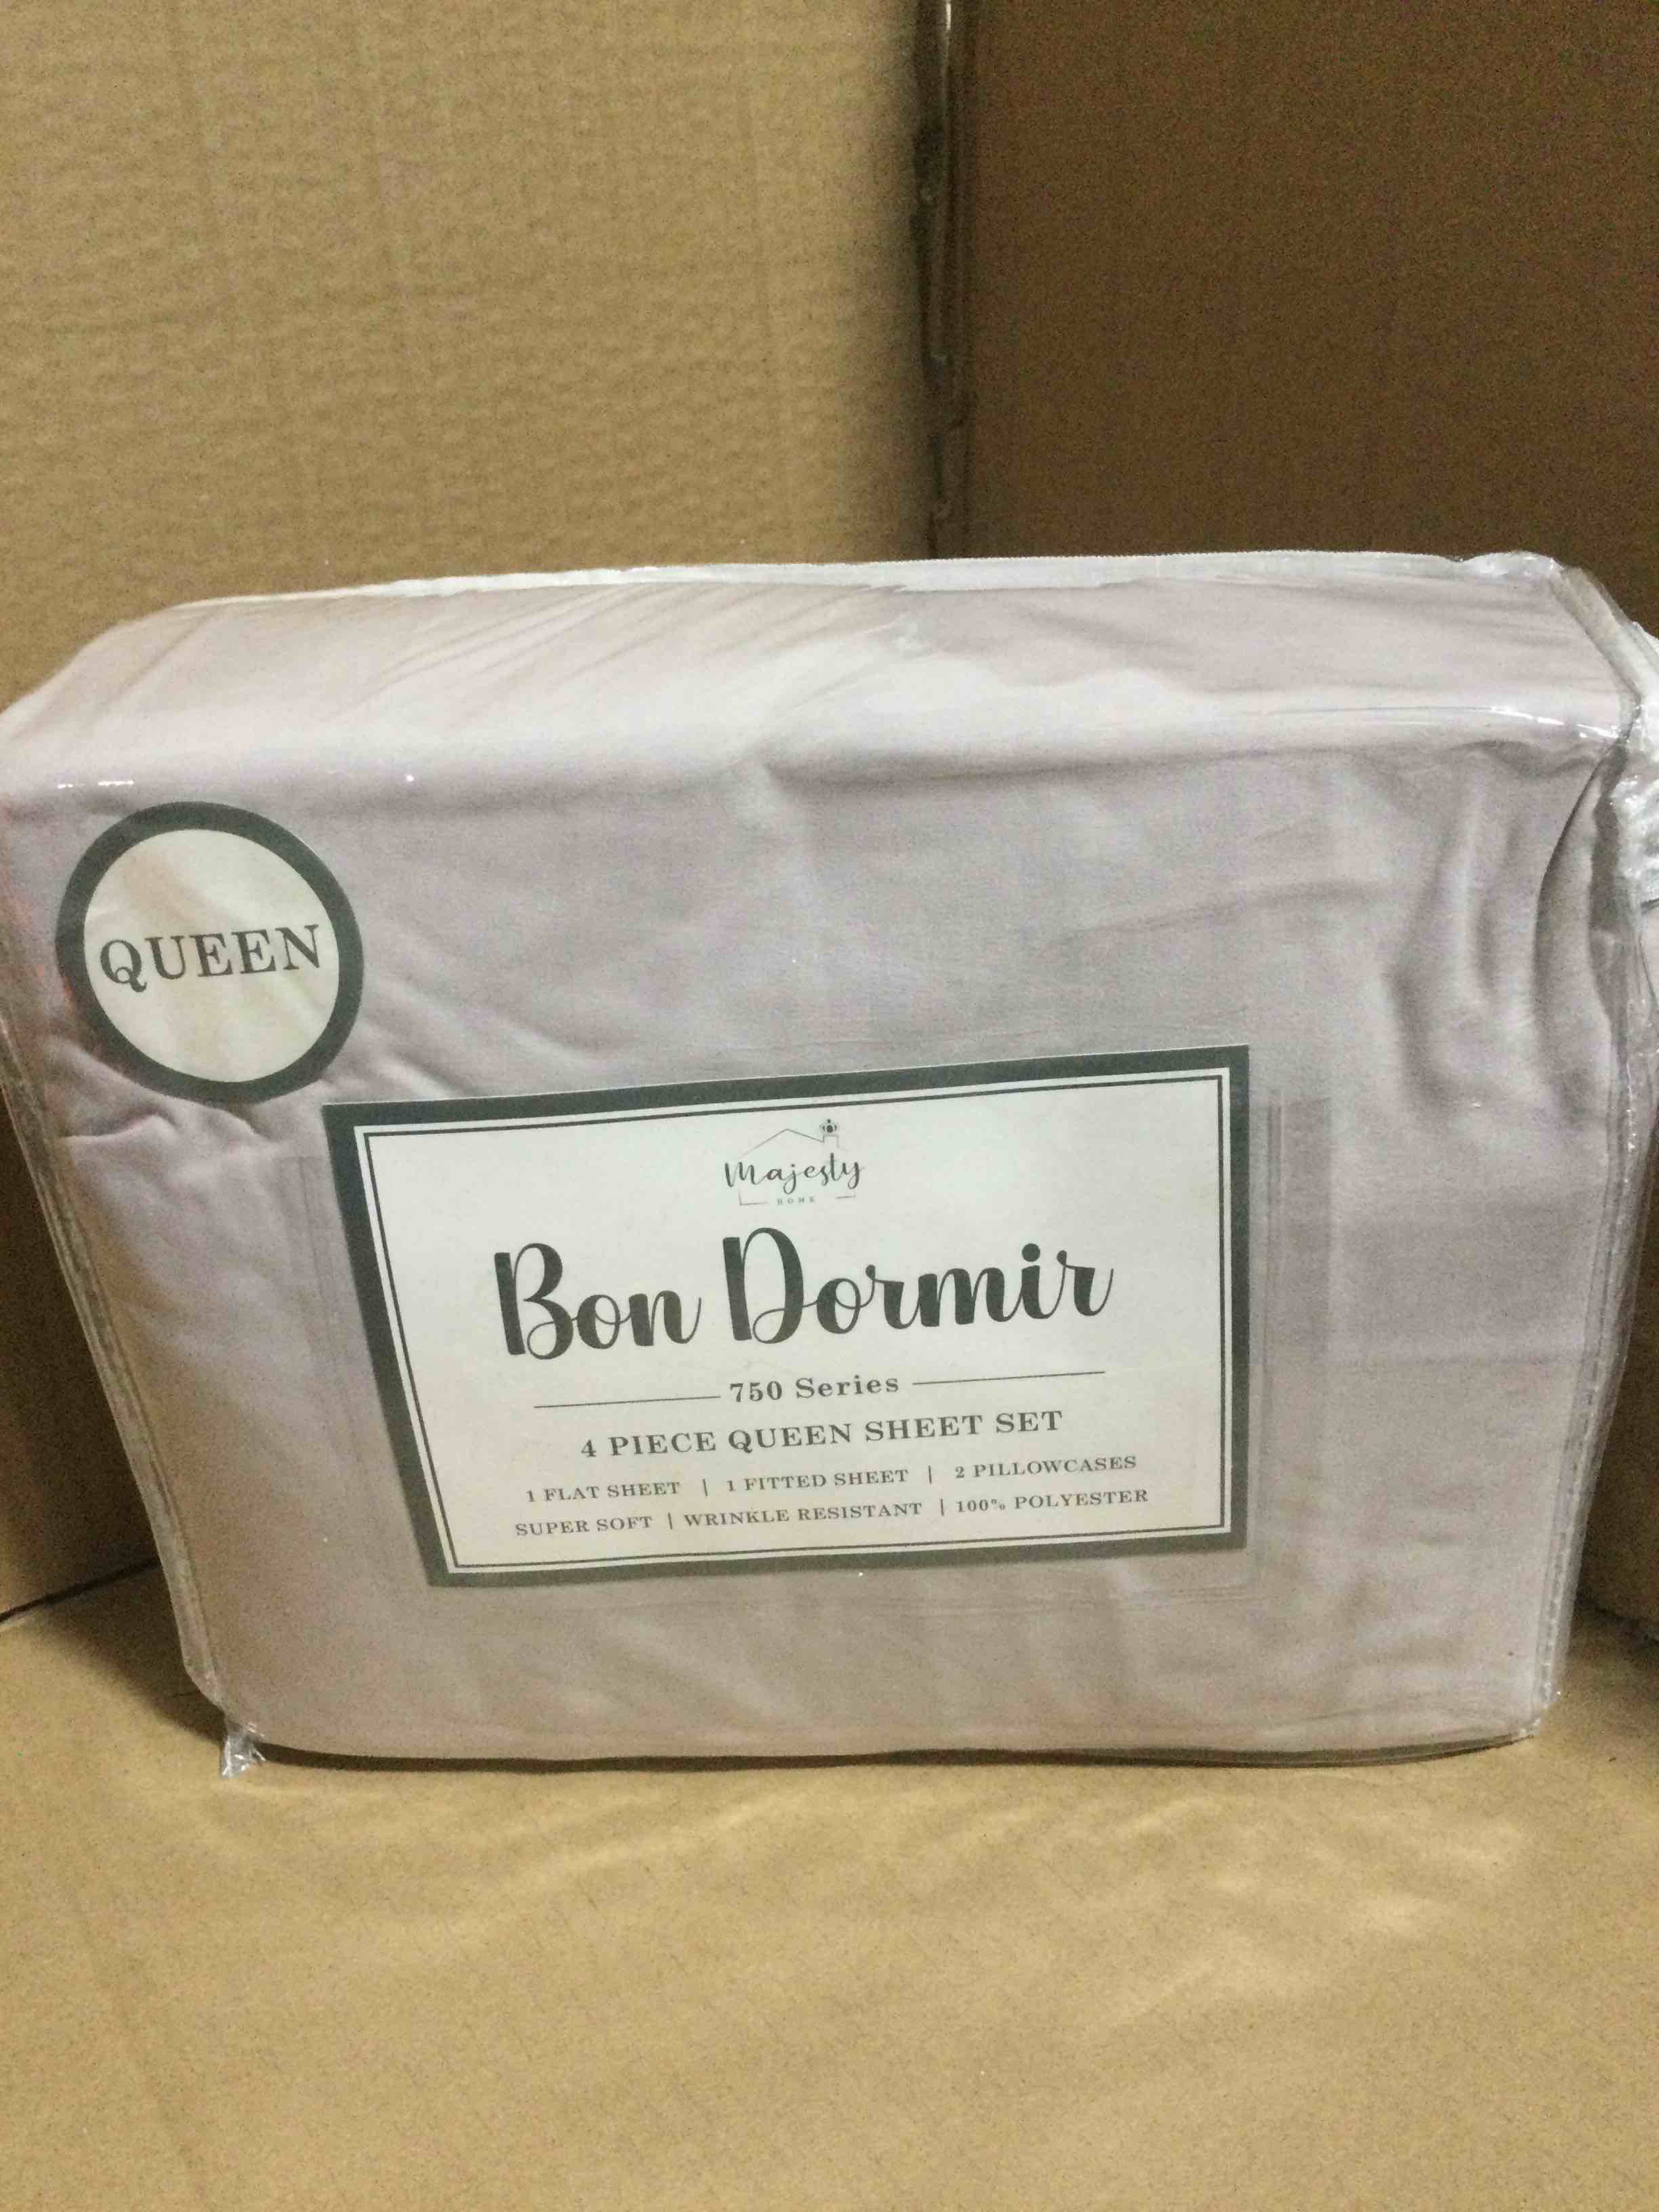 QUEEN
Majesty
HOME
Bon Dormir
750 Series
4 PIECE QUEEN SHEET SET
1 FLAT SHEET | 1 FITTED SHEET | 2 PILLOWCASES
SUPER SOFT | WRINKLE RESISTANT | 100% POLYESTER